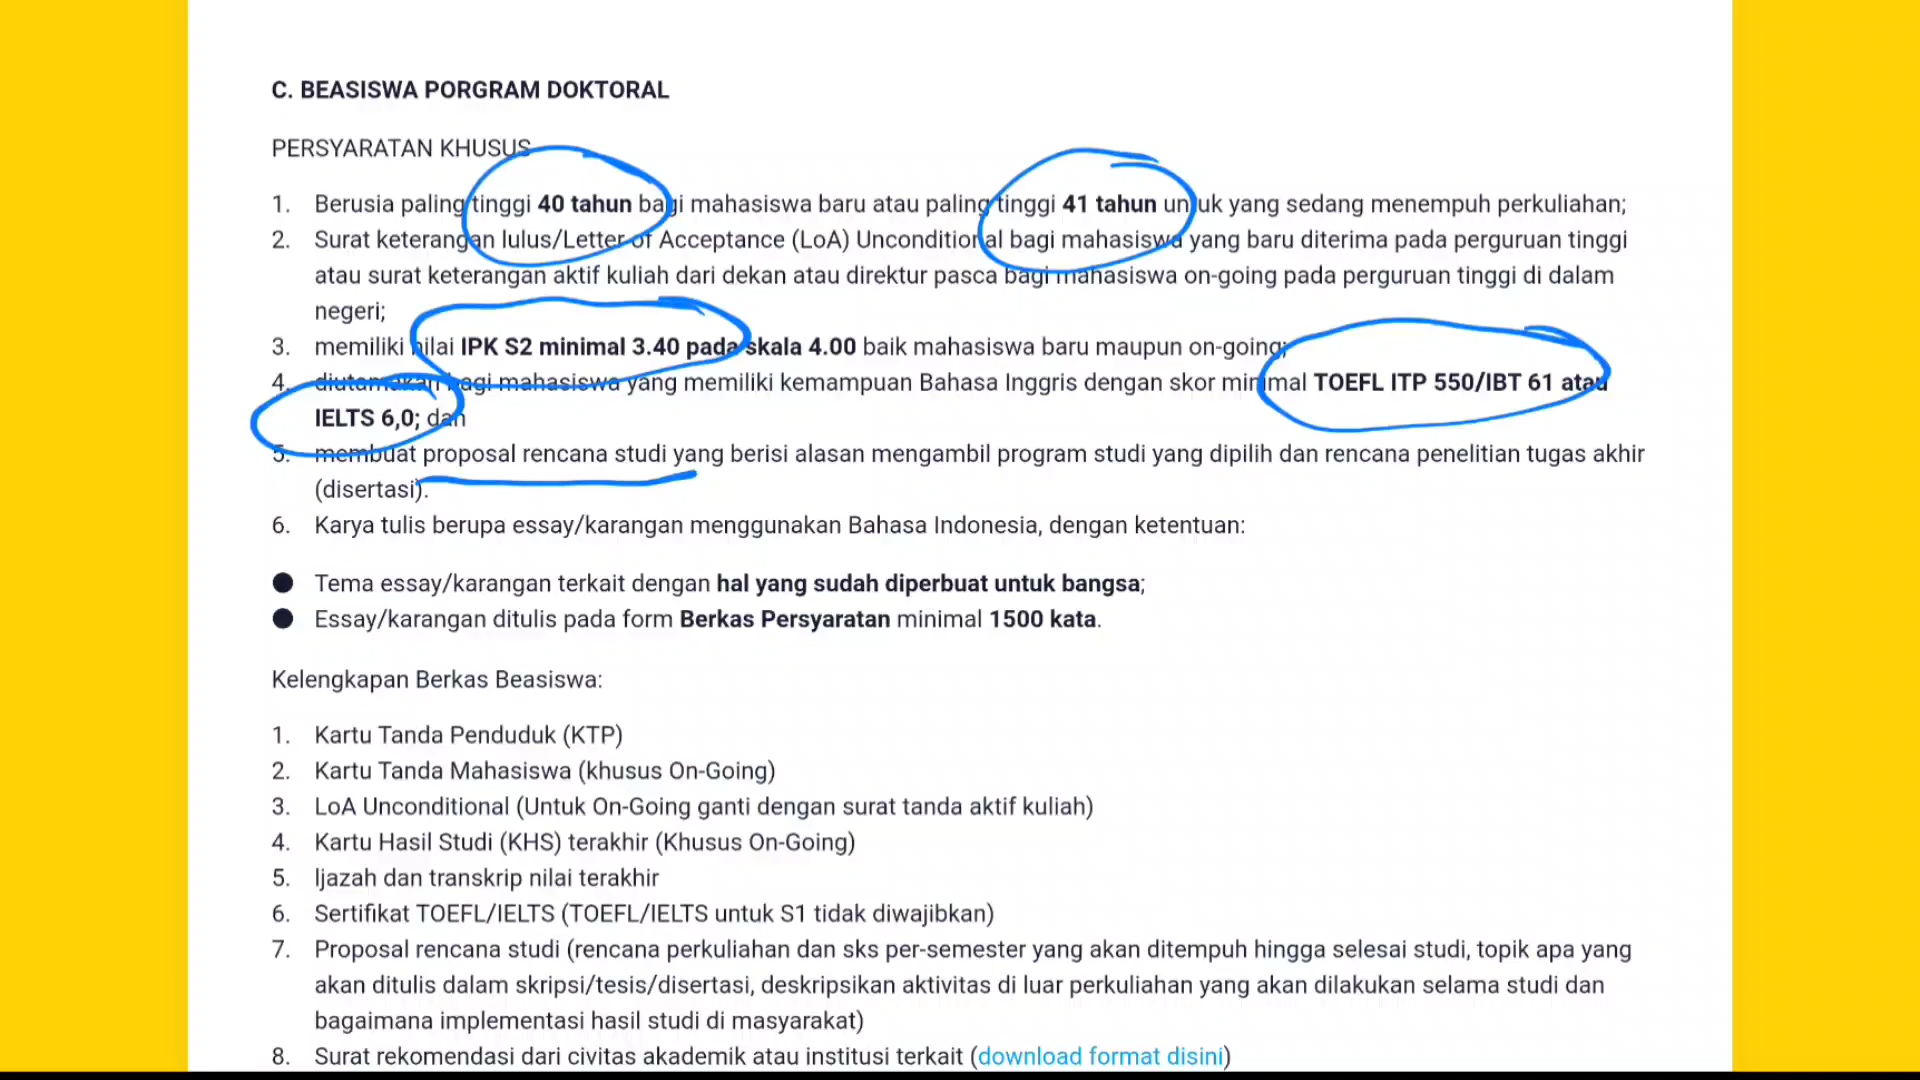 C. BEASISWA PORGRAM DOKTORAL
PERSYARATAN KHUSUS
1. Berusia paling tinggi 40 tahun bagi mahasiswa baru atau paling tinggi 41 tahun untuk yang sedang menempuh perkuliahan;
2. Surat keterangan lulus/Letter of Acceptance (LoA) Unconditional bagi mahasiswa yang baru diterima pada perguruan tinggi
atau surat keterangan aktif kuliah dari dekan atau direktur pasca bagi mahasiswa on-going pada perguruan tinggi di dalam
negeri;
3. memiliki nilai IPK S2 minimal 3.40 pada skala 4.00 baik mahasiswa baru maupun on-going;
4. diutamakan bagi mahasiswa yang memiliki kemampuan Bahasa Inggris dengan skor minimal TOEFL ITP 550/IBT 61 atau
IELTS 6,0; dan
5. membuat proposal rencana studi yang berisi alasan mengambil program studi yang dipilih dan rencana penelitian tugas akhir
(disertasi).
6. Karya tulis berupa essay/karangan menggunakan Bahasa Indonesia, dengan ketentuan:
● Tema essay/karangan terkait dengan hal yang sudah diperbuat untuk bangsa;
● Essay/karangan ditulis pada form Berkas Persyaratan minimal 1500 kata.
Kelengkapan Berkas Beasiswa:
1. Kartu Tanda Penduduk (KTP)
2. Kartu Tanda Mahasiswa (khusus On-Going)
3. LoA Unconditional (Untuk On-Going ganti dengan surat tanda aktif kuliah)
4. Kartu Hasil Studi (KHS) terakhir (Khusus On-Going)
5. Ijazah dan transkrip nilai terakhir
6. Sertifikat TOEFL/IELTS (TOEFL/IELTS untuk S1 tidak diwajibkan)
7. Proposal rencana studi (rencana perkuliahan dan sks per-semester yang akan ditempuh hingga selesai studi, topik apa yang
akan ditulis dalam skripsi/tesis/disertasi, deskripsikan aktivitas di luar perkuliahan yang akan dilakukan selama studi dan
bagaimana implementasi hasil studi di masyarakat)
8. Surat rekomendasi dari civitas akademik atau institusi terkait (download format disini)